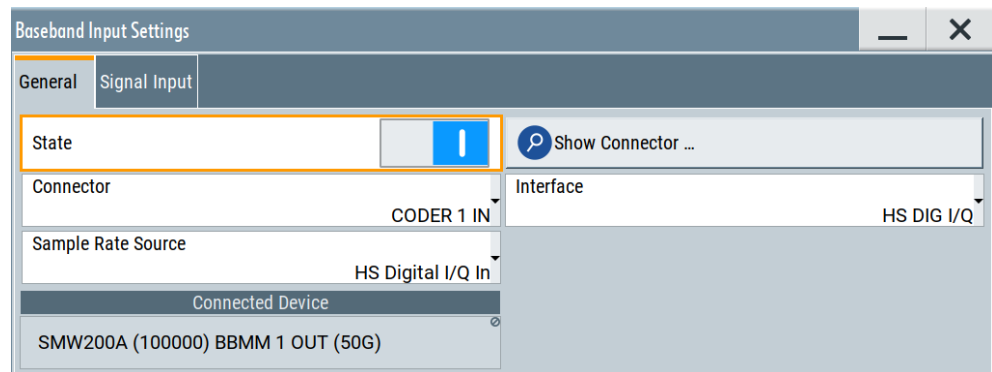 Baseband Input Settings
General Signal Input
State
Show Connector ...
Connector
CODER 1 IN
Interface
HS DIG I/Q
Sample Rate Source
HS Digital I/Q In
Connected Device
SMW200A (100000) BBMM 1 OUT (50G)